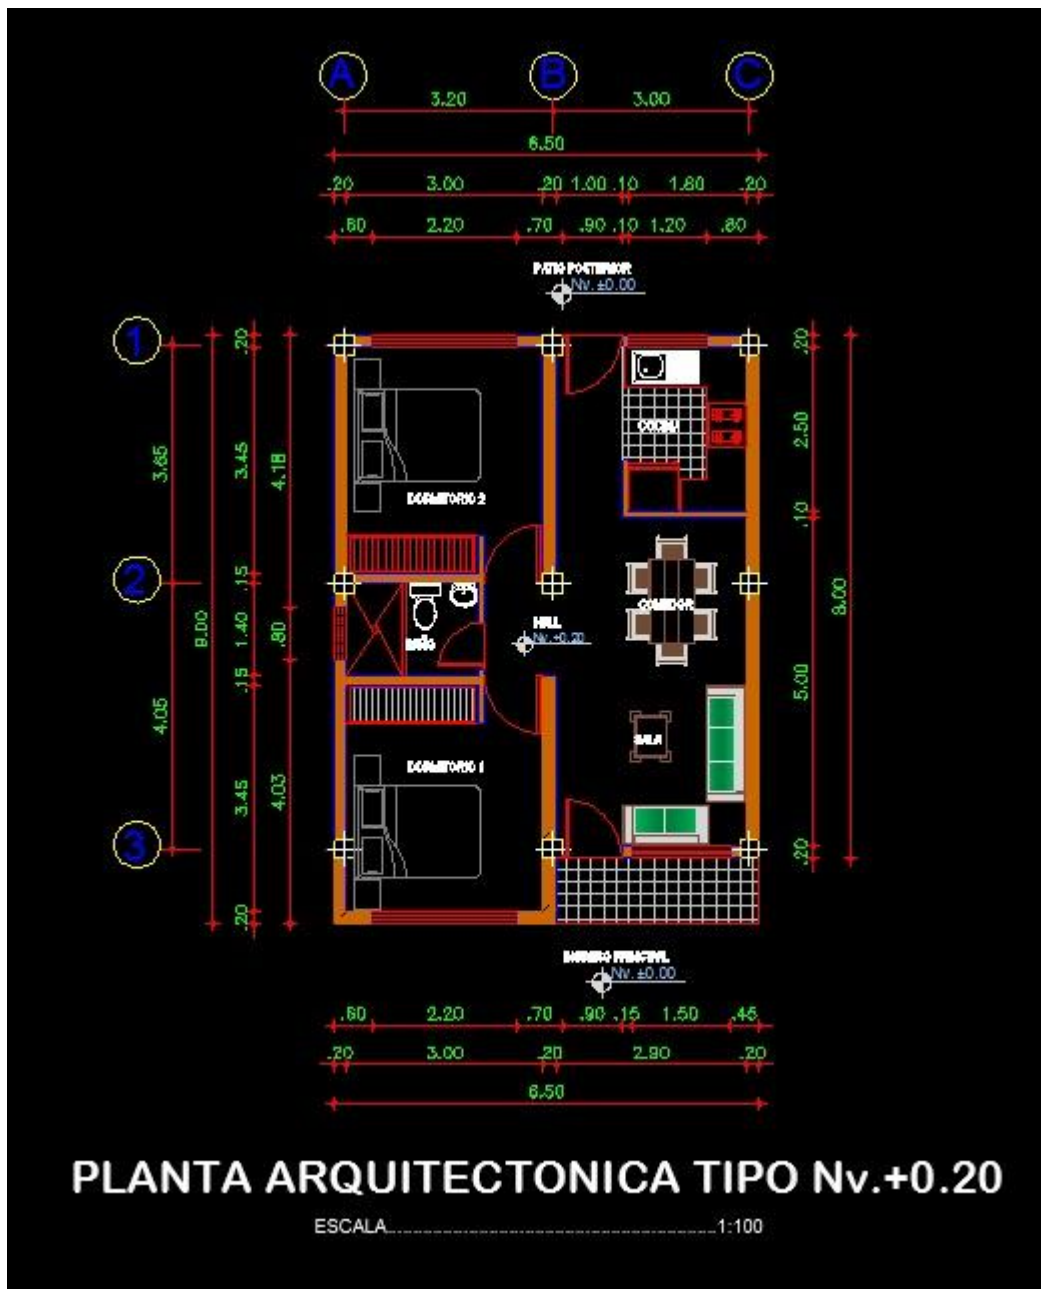 A B C
3.20 3.00
6.50
.20 3.00 .20 1.00 .10 1.60 .20
.60 2.20 .70 .90 .10 1.20 .80
PATIO POSTERIOR
Nv.±0.00
1
2
3
3.65
4.05
9.00
.20
3.45
.15
1.40
.15
3.45
.20
4.18
.80
4.03
COCINA
DORMITORIO 2
COMEDOR
HALL
Nv.+0.20
BAÑO
SALA
DORMITORIO 1
.20
2.50
.10
5.00
.20
8.00
INGRESO PRINCIPAL
Nv.±0.00
.60 2.20 .70 .90 .15 1.50 .45
.20 3.00 .20 2.90 .20
6.50
PLANTA ARQUITECTONICA TIPO Nv.+0.20
ESCALA........................................................1:100